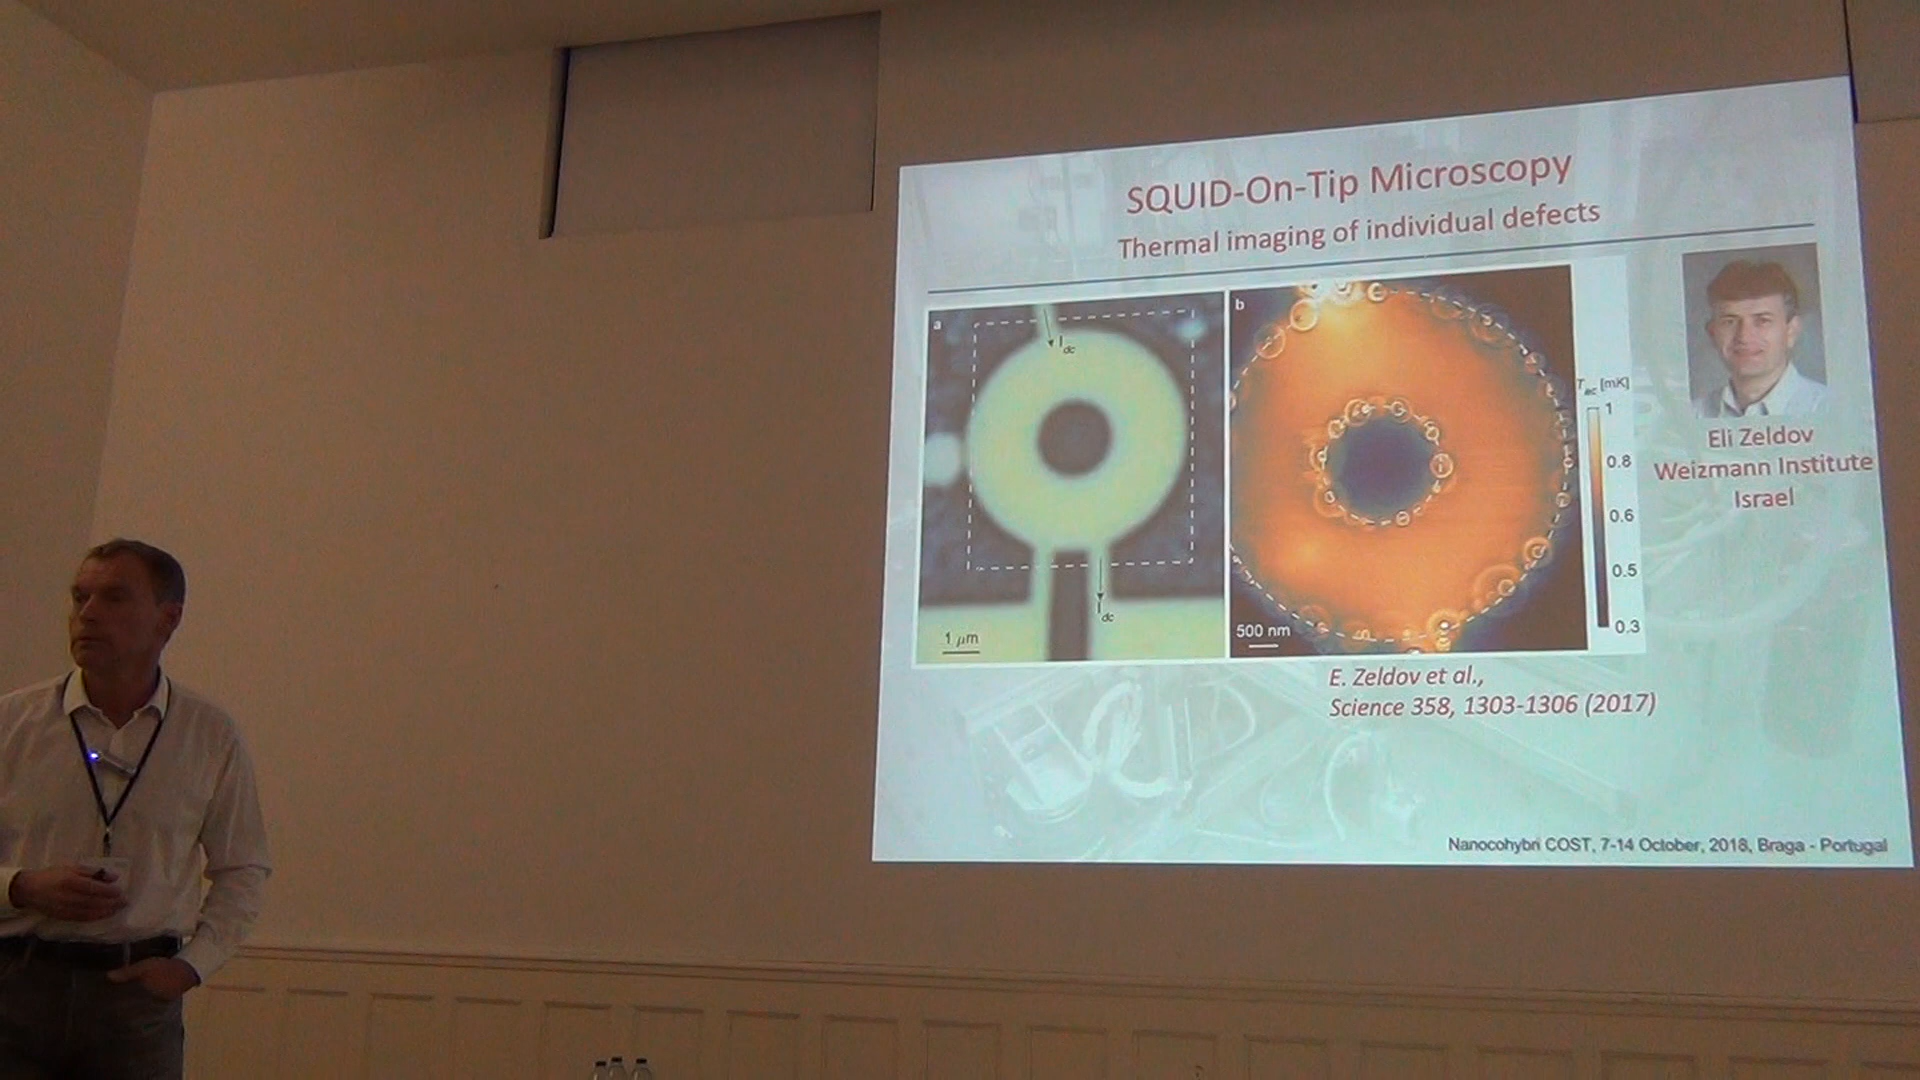 SQUID-On-Tip Microscopy
Thermal imaging of individual defects
a
I dc
I dc
1 μm
b
500 nm
T ac [mK]
1
0.8
0.6
0.5
0.3
Eli Zeldov
Weizmann Institute
Israel
E. Zeldov et al.,
Science 358, 1303-1306 (2017)
Nanocohybri COST, 7-14 October, 2018, Braga - Portugal